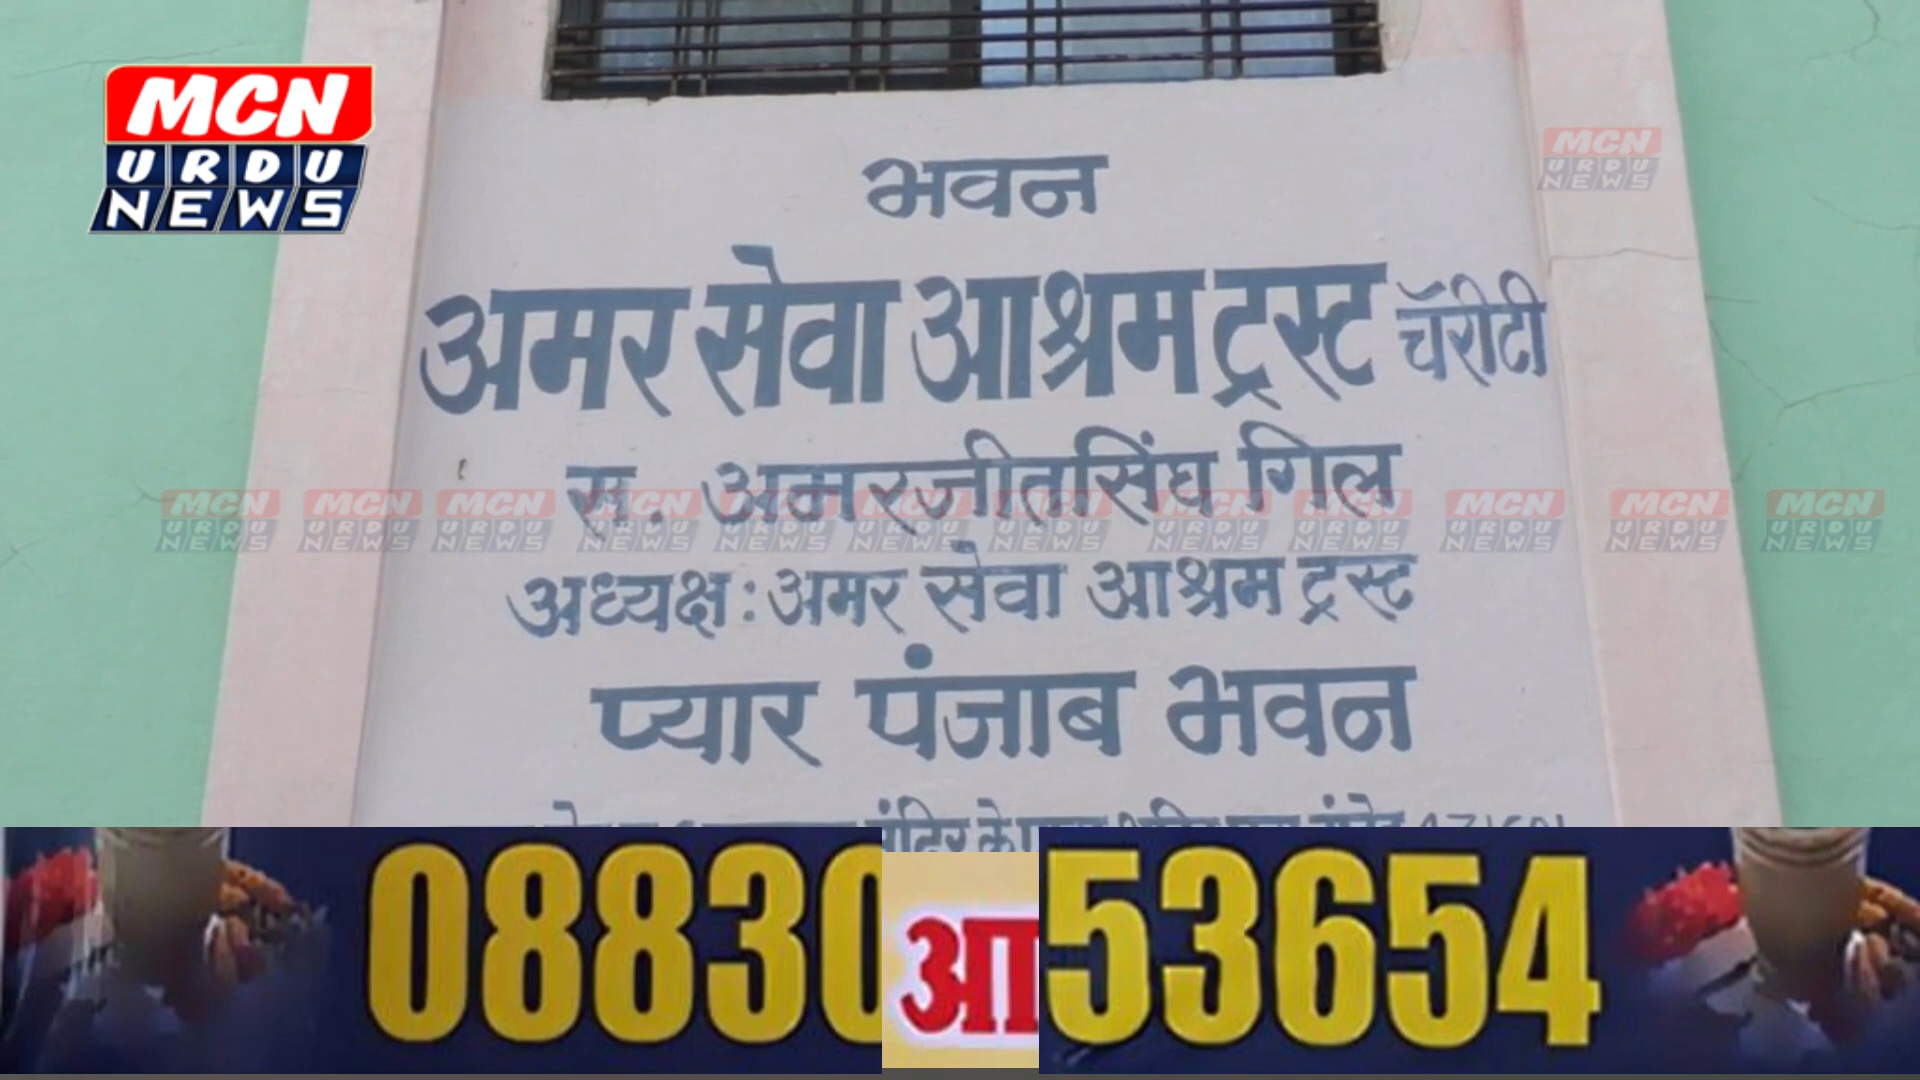 MCN
URDU
NEWS
भवन
अमर सेवा आश्रम ट्रस्ट चॅरीटी
स. अमरजीतसिंघ गिल
अध्यक्ष : अमर सेवा आश्रम ट्रस्ट
प्यार पंजाब भवन
मंदिर के
08830
आ
53654